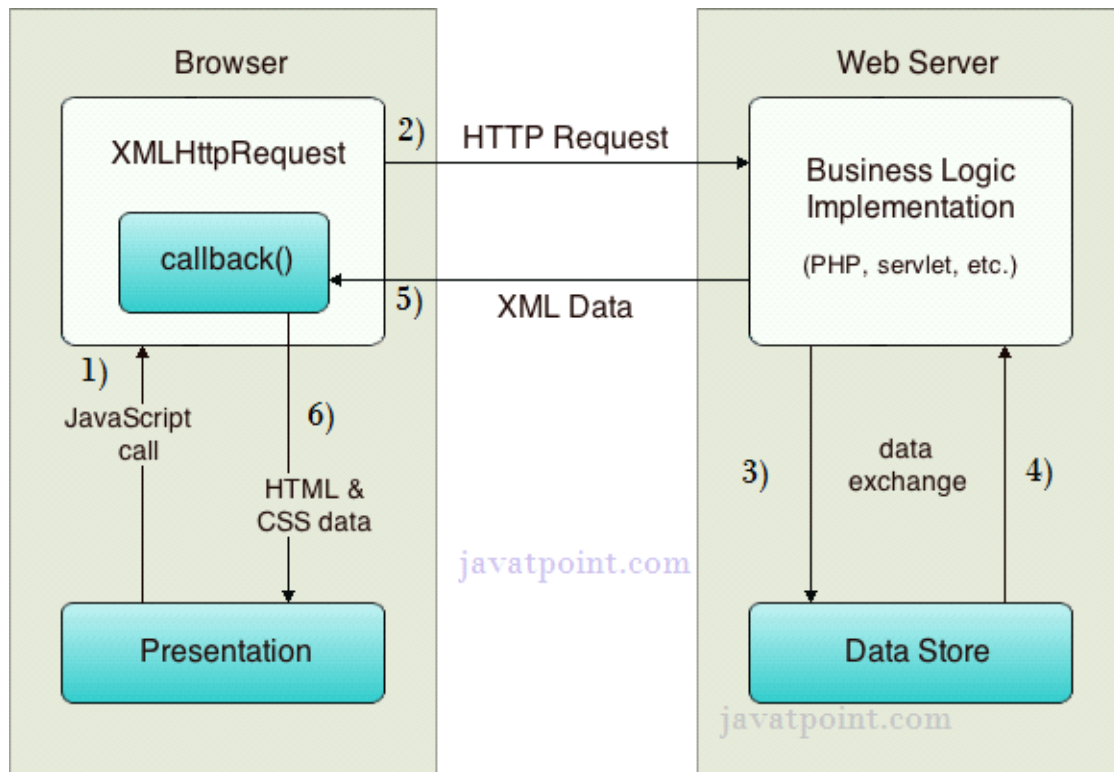 Browser
Web Server
XMLHttpRequest
callback()
2)
HTTP Request
5)
XML Data
Business Logic
Implementation
(PHP, servlet, etc.)
1)
JavaScript
call
6)
HTML &
CSS data
3)
data
exchange
4)
javatpoint.com
Presentation
Data Store
javatpoint.com